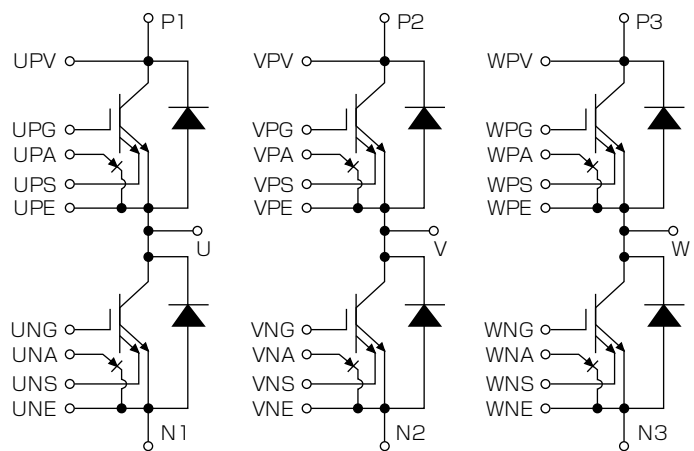 P1 P2 P3
UPV VPV WPV
UPG VPG WPG
UPA VPA WPA
UPS VPS WPS
UPE VPE WPE
U V W
UNG VNG WNG
UNA VNA WNA
UNS VNS WNS
UNE VNE WNE
N1 N2 N3